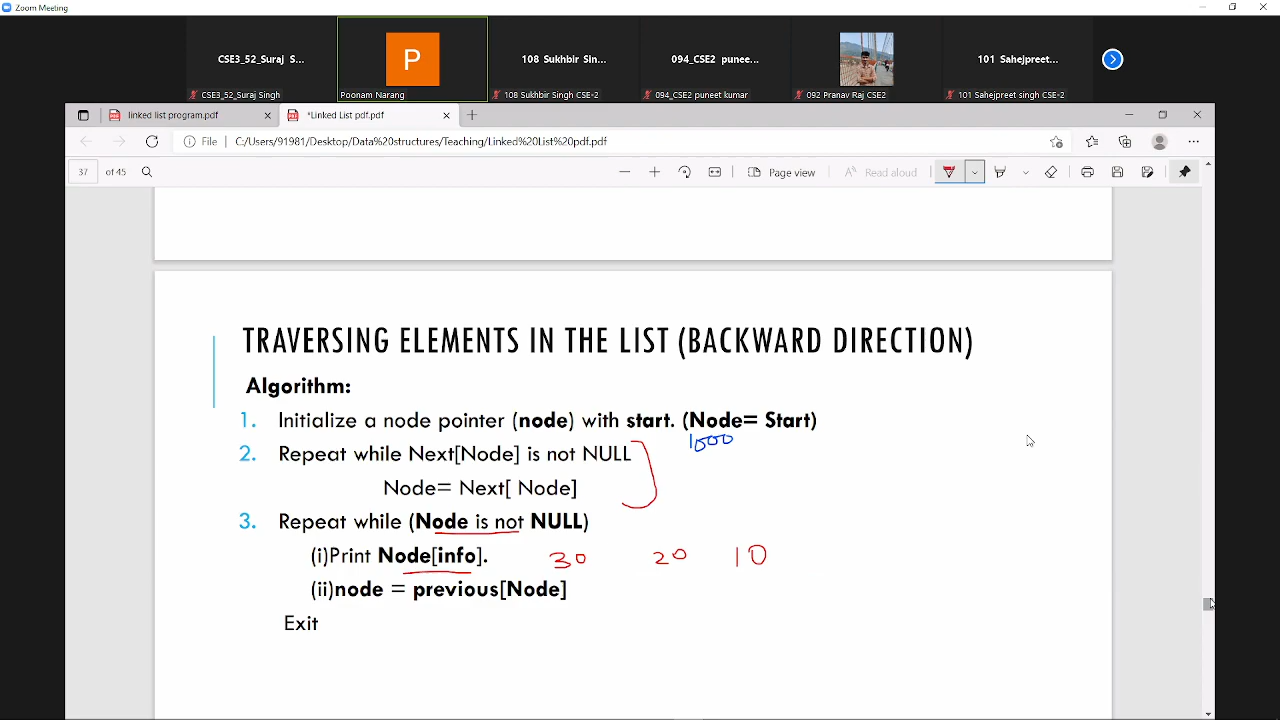 Zoom Meeting
CSE3_52_Suraj S...
P
108 Sukhbir Sin...
094_CSE2 punee...
101 Sahejpreet...
CSE3_52_Suraj Singh
Poonam Narang
108 Sukhbir Singh CSE-2
094_CSE2 puneet kumar
092 Pranav Raj CSE2
101 Sahejpreet singh CSE-2
linked list program.pdf
*Linked List pdf.pdf
File
C:/Users/91981/Desktop/Data%20structures/Teaching/Linked%20List%20pdf.pdf
37 of 45
Page view
Read aloud
TRAVERSING ELEMENTS IN THE LIST (BACKWARD DIRECTION)
Algorithm:
1. Initialize a node pointer (node) with start. (Node= Start)
1000
2. Repeat while Next[Node] is not NULL
Node= Next[ Node]
3. Repeat while (Node is not NULL)
(i)Print Node[info]. 30 20 10
(ii)node = previous[Node]
Exit